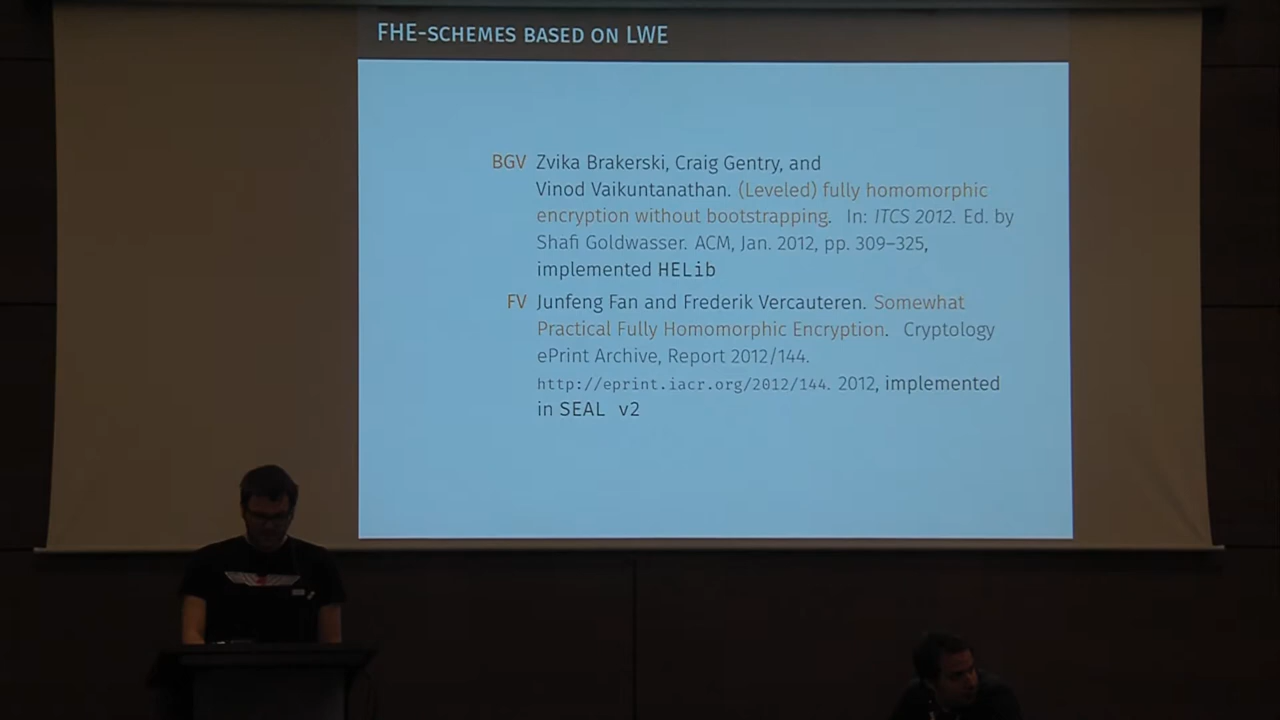 FHE-SCHEMES BASED ON LWE
BGV Zvika Brakerski, Craig Gentry, and
Vinod Vaikuntanathan. (Leveled) fully homomorphic
encryption without bootstrapping. In: ITCS 2012. Ed. by
Shafi Goldwasser. ACM, Jan. 2012, pp. 309–325,
implemented HELib
FV Junfeng Fan and Frederik Vercauteren. Somewhat
Practical Fully Homomorphic Encryption. Cryptology
ePrint Archive, Report 2012/144.
http://eprint.iacr.org/2012/144. 2012, implemented
in SEAL v2